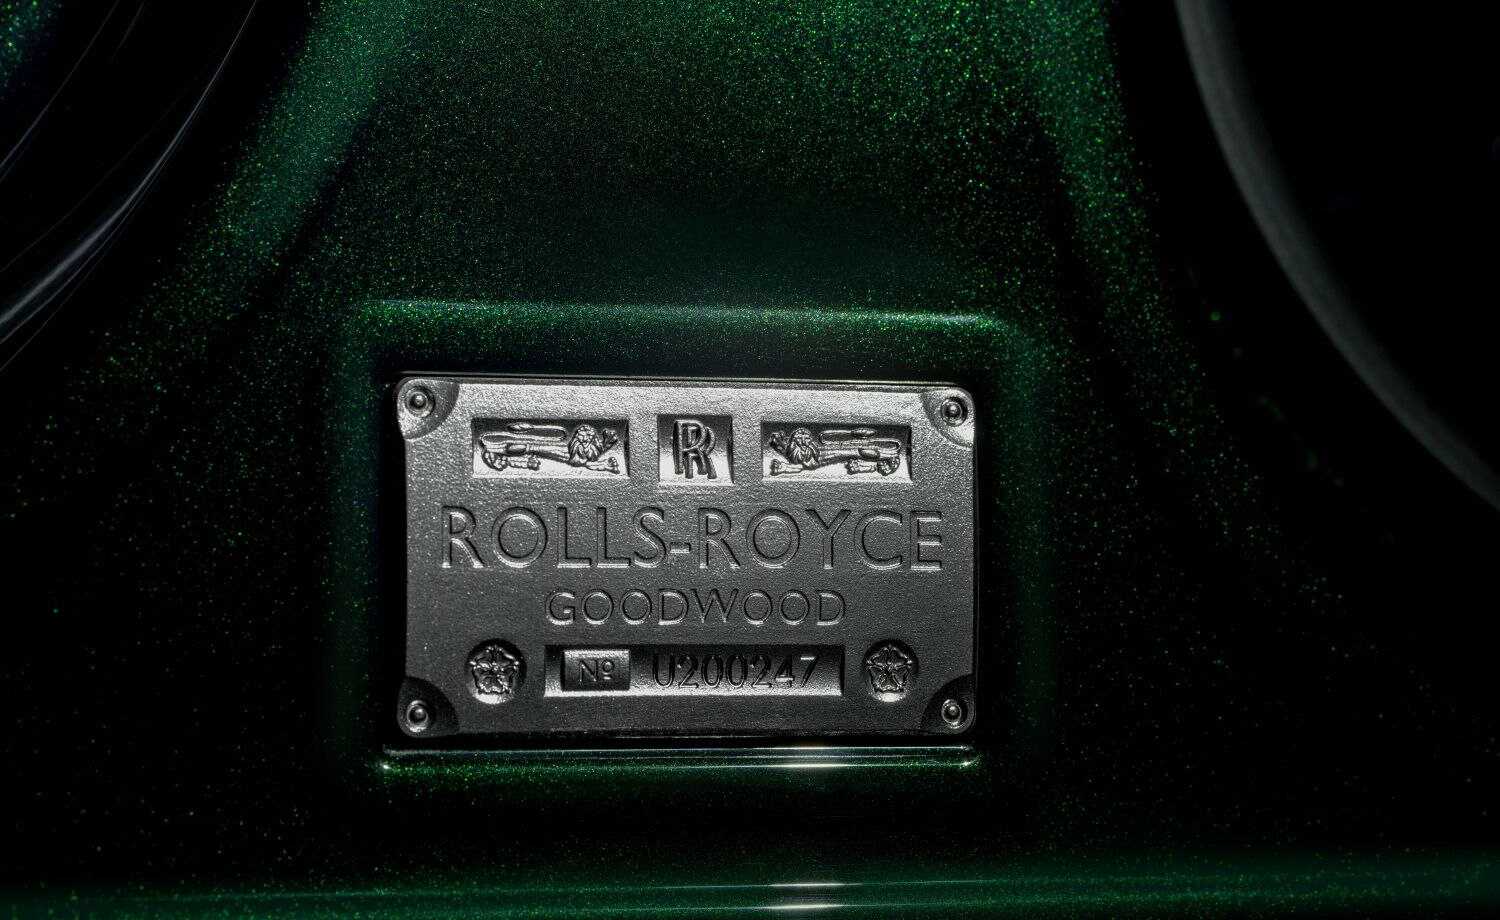 RR
ROLLS-ROYCE
GOODWOOD
Nº U200247